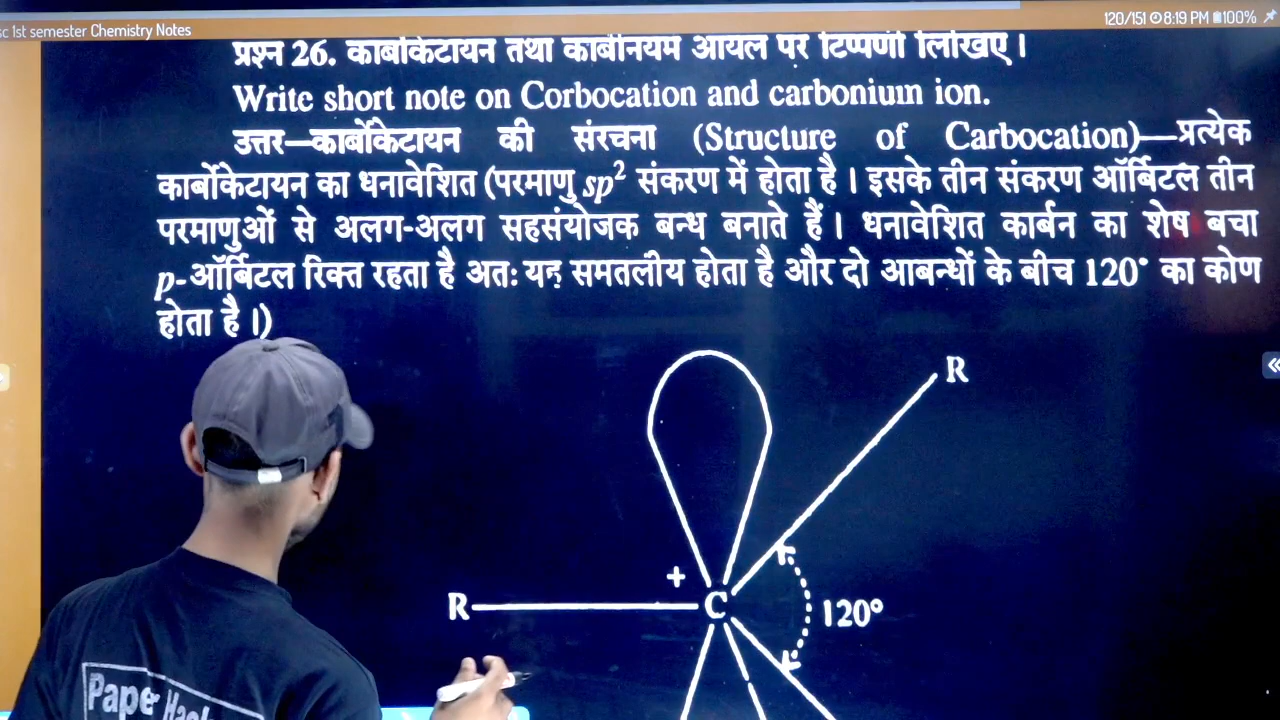 sc 1st semester Chemistry Notes
120/151 8:19 PM 100%
प्रश्न 26. कार्बोकेटायन तथा कार्बोनियम आयन पर टिप्पणी लिखिए।
Write short note on Corbocation and carbonium ion.
उत्तर—कार्बोकेटायन की संरचना (Structure of Carbocation)—प्रत्येक
कार्बोकेटायन का धनावेशित (परमाणु sp² संकरण में होता है। इसके तीन संकरण ऑर्बिटल तीन
परमाणुओं से अलग-अलग सहसंयोजक बन्ध बनाते हैं। धनावेशित कार्बन का शेष बचा
p-ऑर्बिटल रिक्त रहता है अतः यह समतलीय होता है और दो आबन्धों के बीच 120° का कोण
होता है।)
R
+
R C 120°
Paper